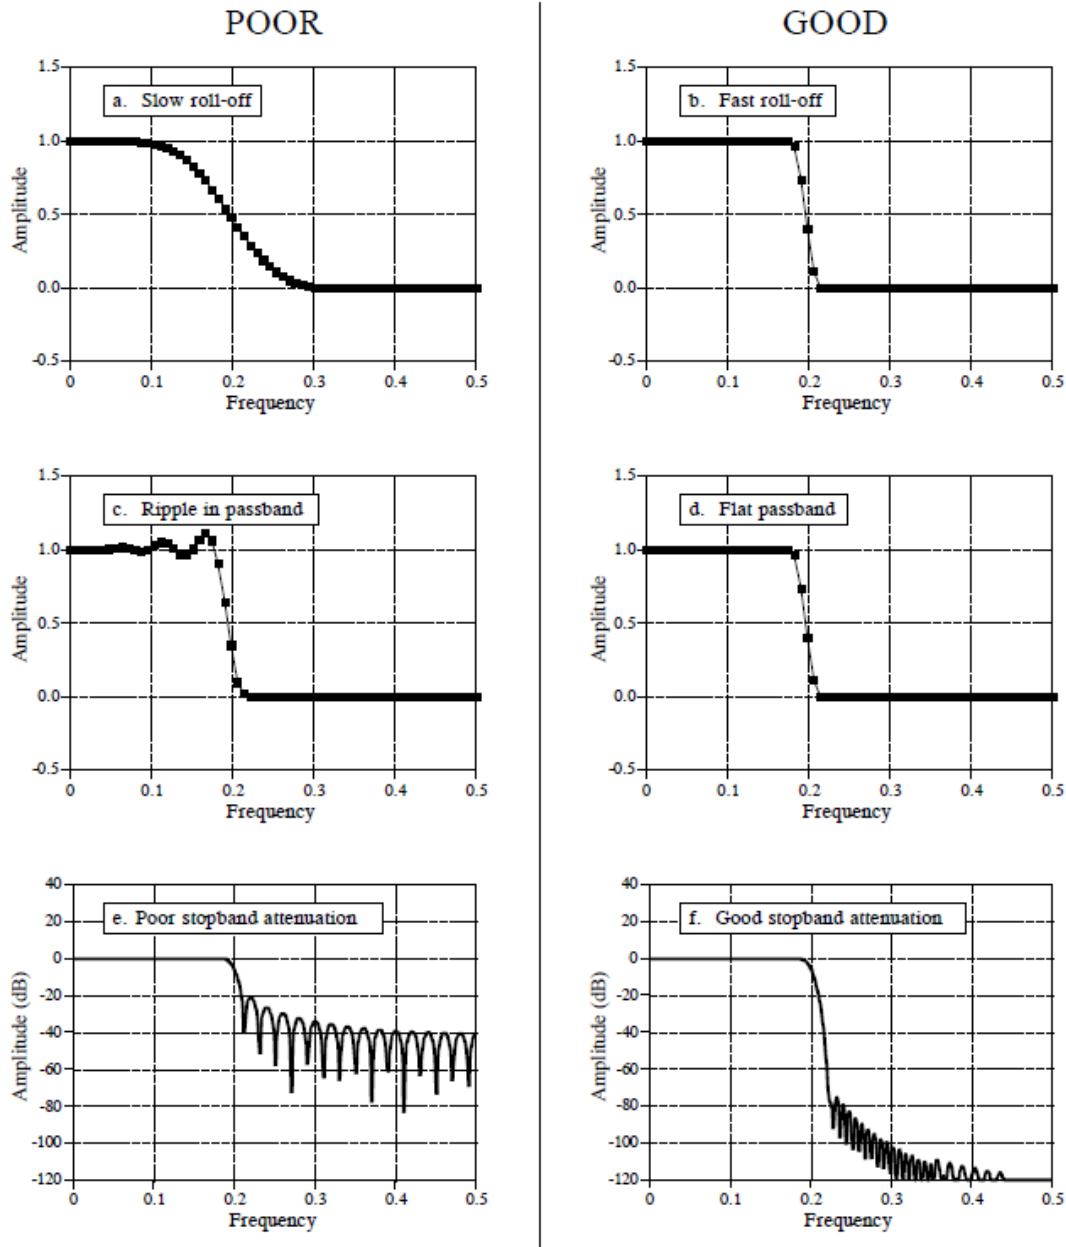 POOR
GOOD
1.5
a. Slow roll-off
1.0
Amplitude
0.5
0.0
-0.5
0 0.1 0.2 0.3 0.4 0.5
Frequency
1.5
b. Fast roll-off
1.0
Amplitude
0.5
0.0
-0.5
0 0.1 0.2 0.3 0.4 0.5
Frequency
1.5
c. Ripple in passband
1.0
Amplitude
0.5
0.0
-0.5
0 0.1 0.2 0.3 0.4 0.5
Frequency
1.5
d. Flat passband
1.0
Amplitude
0.5
0.0
-0.5
0 0.1 0.2 0.3 0.4 0.5
Frequency
40
e. Poor stopband attenuation
20
0
-20
Amplitude (dB)
-40
-60
-80
-100
-120
0 0.1 0.2 0.3 0.4 0.5
Frequency
40
f. Good stopband attenuation
20
0
-20
Amplitude (dB)
-40
-60
-80
-100
-120
0 0.1 0.2 0.3 0.4 0.5
Frequency